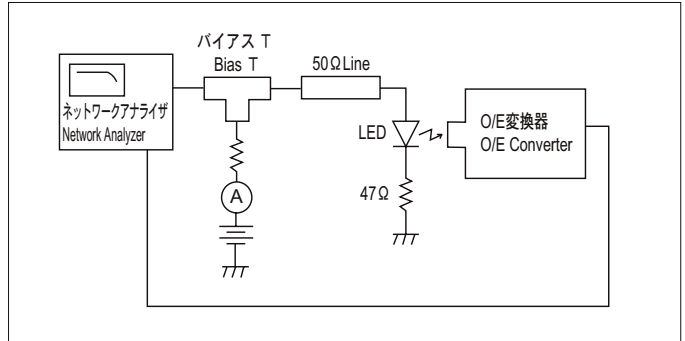 バイアス T
Bias T
50Ω Line
ネットワークアナライザ
Network Analyzer
LED
O/E変換器
O/E Converter
A
47Ω